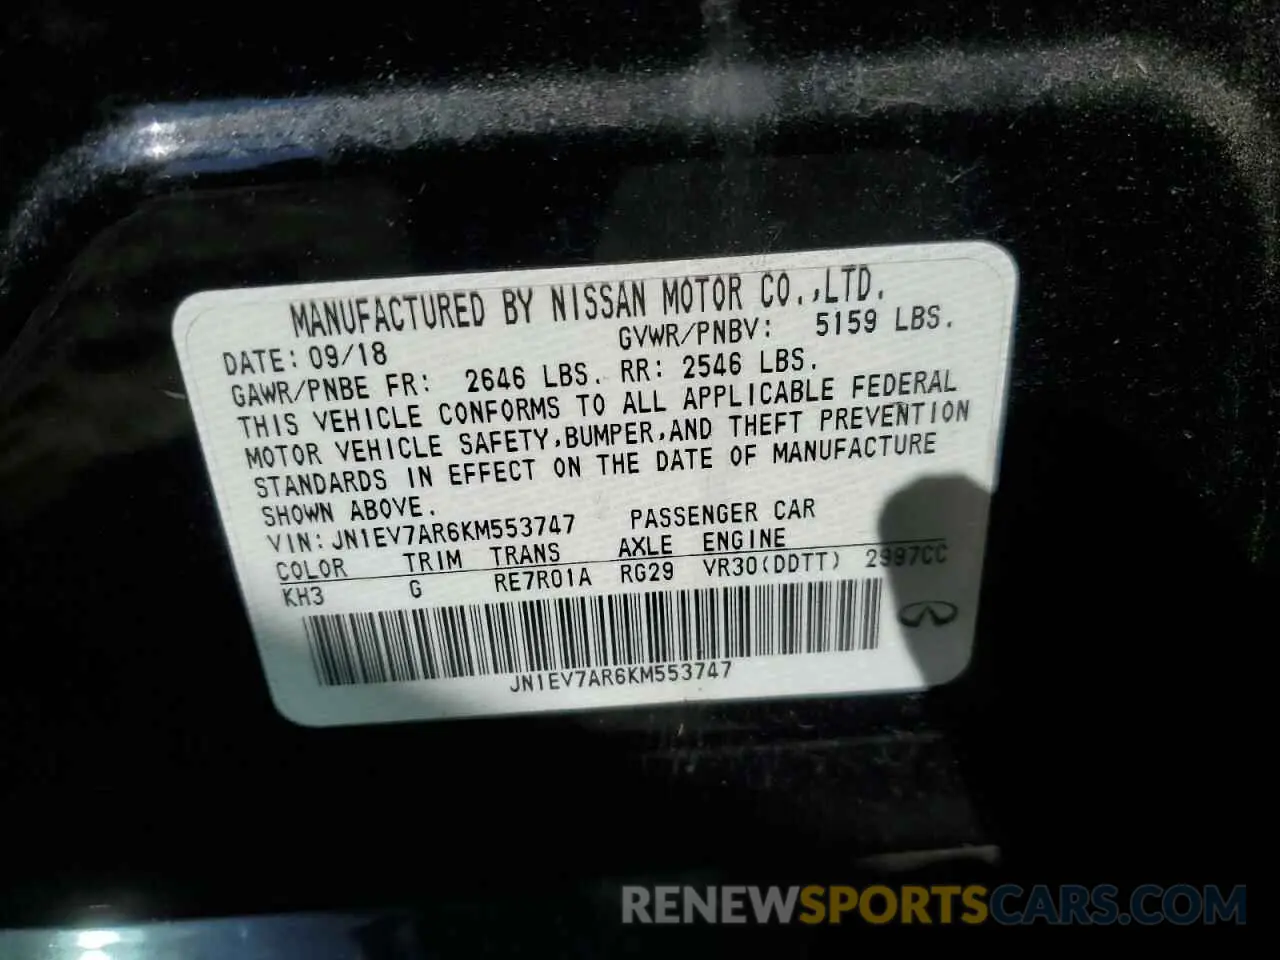 MANUFACTURED BY NISSAN MOTOR CO.,LTD.
DATE: 09/18 GVWR/PNBV: 5159 LBS.
GAWR/PNBE FR: 2646 LBS. RR: 2546 LBS.
THIS VEHICLE CONFORMS TO ALL APPLICABLE FEDERAL
MOTOR VEHICLE SAFETY,BUMPER,AND THEFT PREVENTION
STANDARDS IN EFFECT ON THE DATE OF MANUFACTURE
SHOWN ABOVE.
VIN: JN1EV7AR6KM553747 PASSENGER CAR
COLOR TRIM TRANS AXLE ENGINE
KH3 G RE7R01A RG29 VR30(DDTT) 2997CC
JN1EV7AR6KM553747
RENEWSPORTSCARS.COM